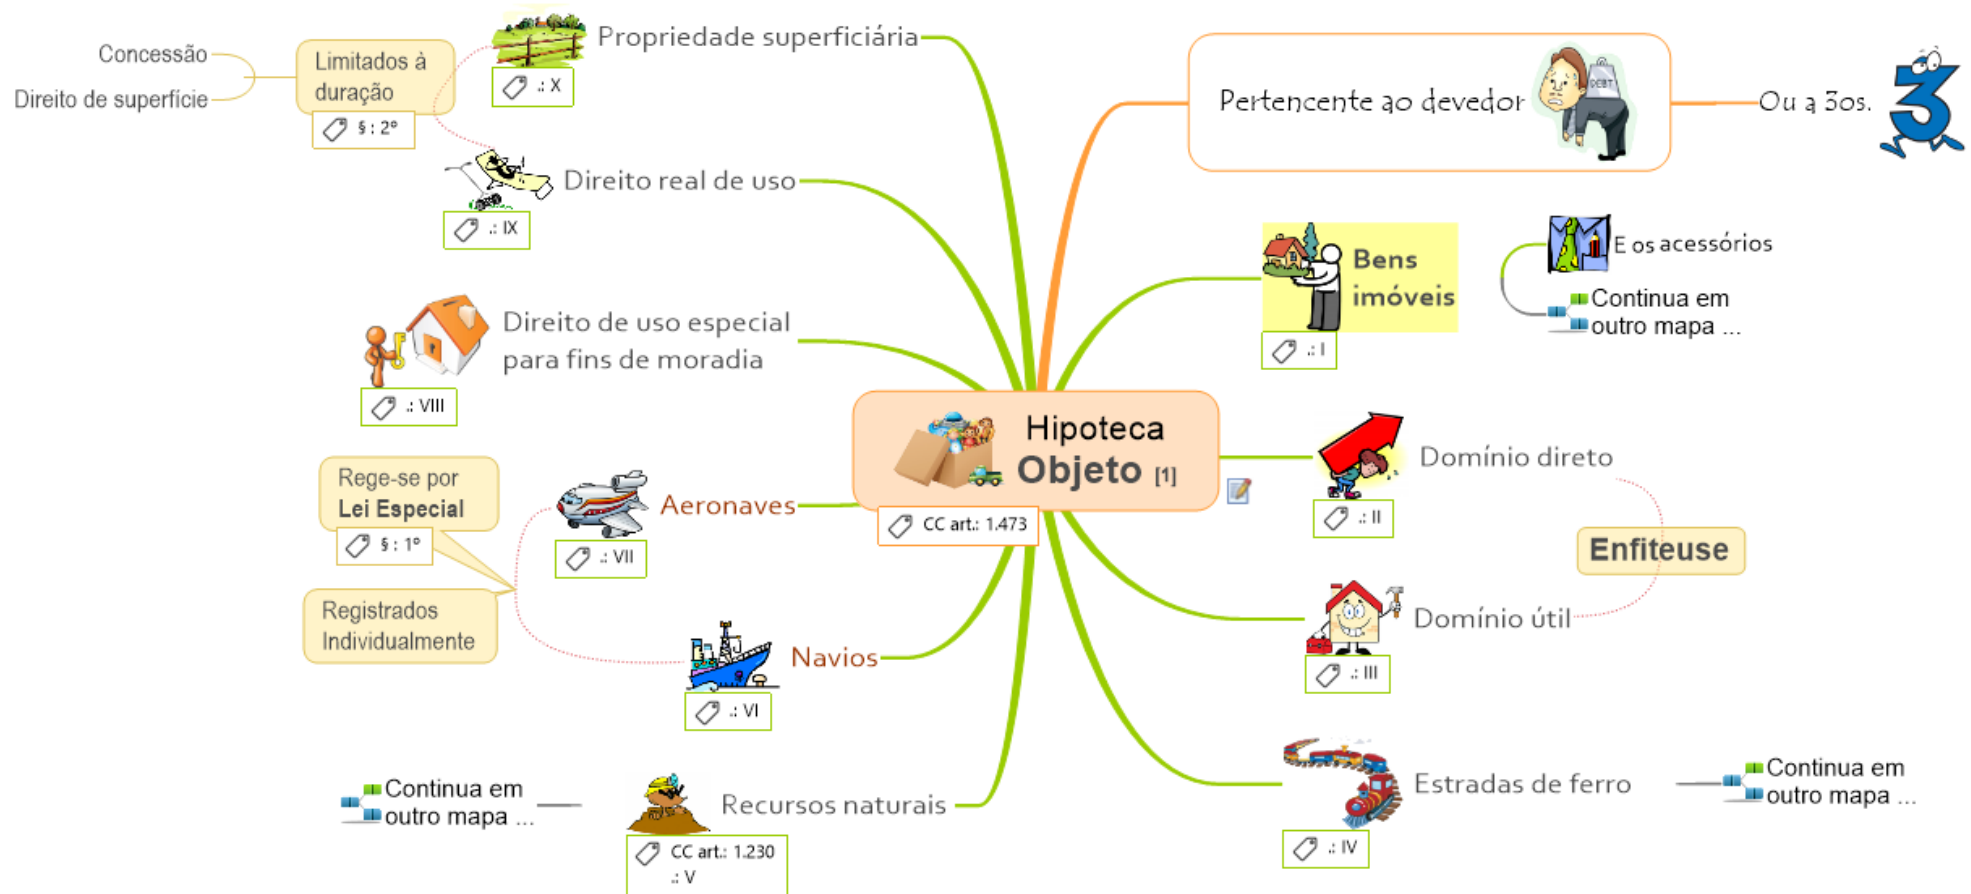 Hipoteca
Objeto [1]
CC art.: 1.473
Pertencente ao devedor
DEBT
Ou a 3os.
3
Bens
imóveis
.: I
E os acessórios
Continua em
outro mapa ...
Domínio direto
.: II
Enfiteuse
Domínio útil
.: III
Estradas de ferro
.: IV
Continua em
outro mapa ...
Recursos naturais
CC art.: 1.230
.: V
Continua em
outro mapa ...
Navios
.: VI
Aeronaves
.: VII
Rege-se por
Lei Especial
§ : 1º
Registrados
Individualmente
Direito de uso especial
para fins de moradia
.: VIII
Direito real de uso
.: IX
Propriedade superficiária
.: X
Limitados à
duração
§ : 2º
Concessão
Direito de superfície